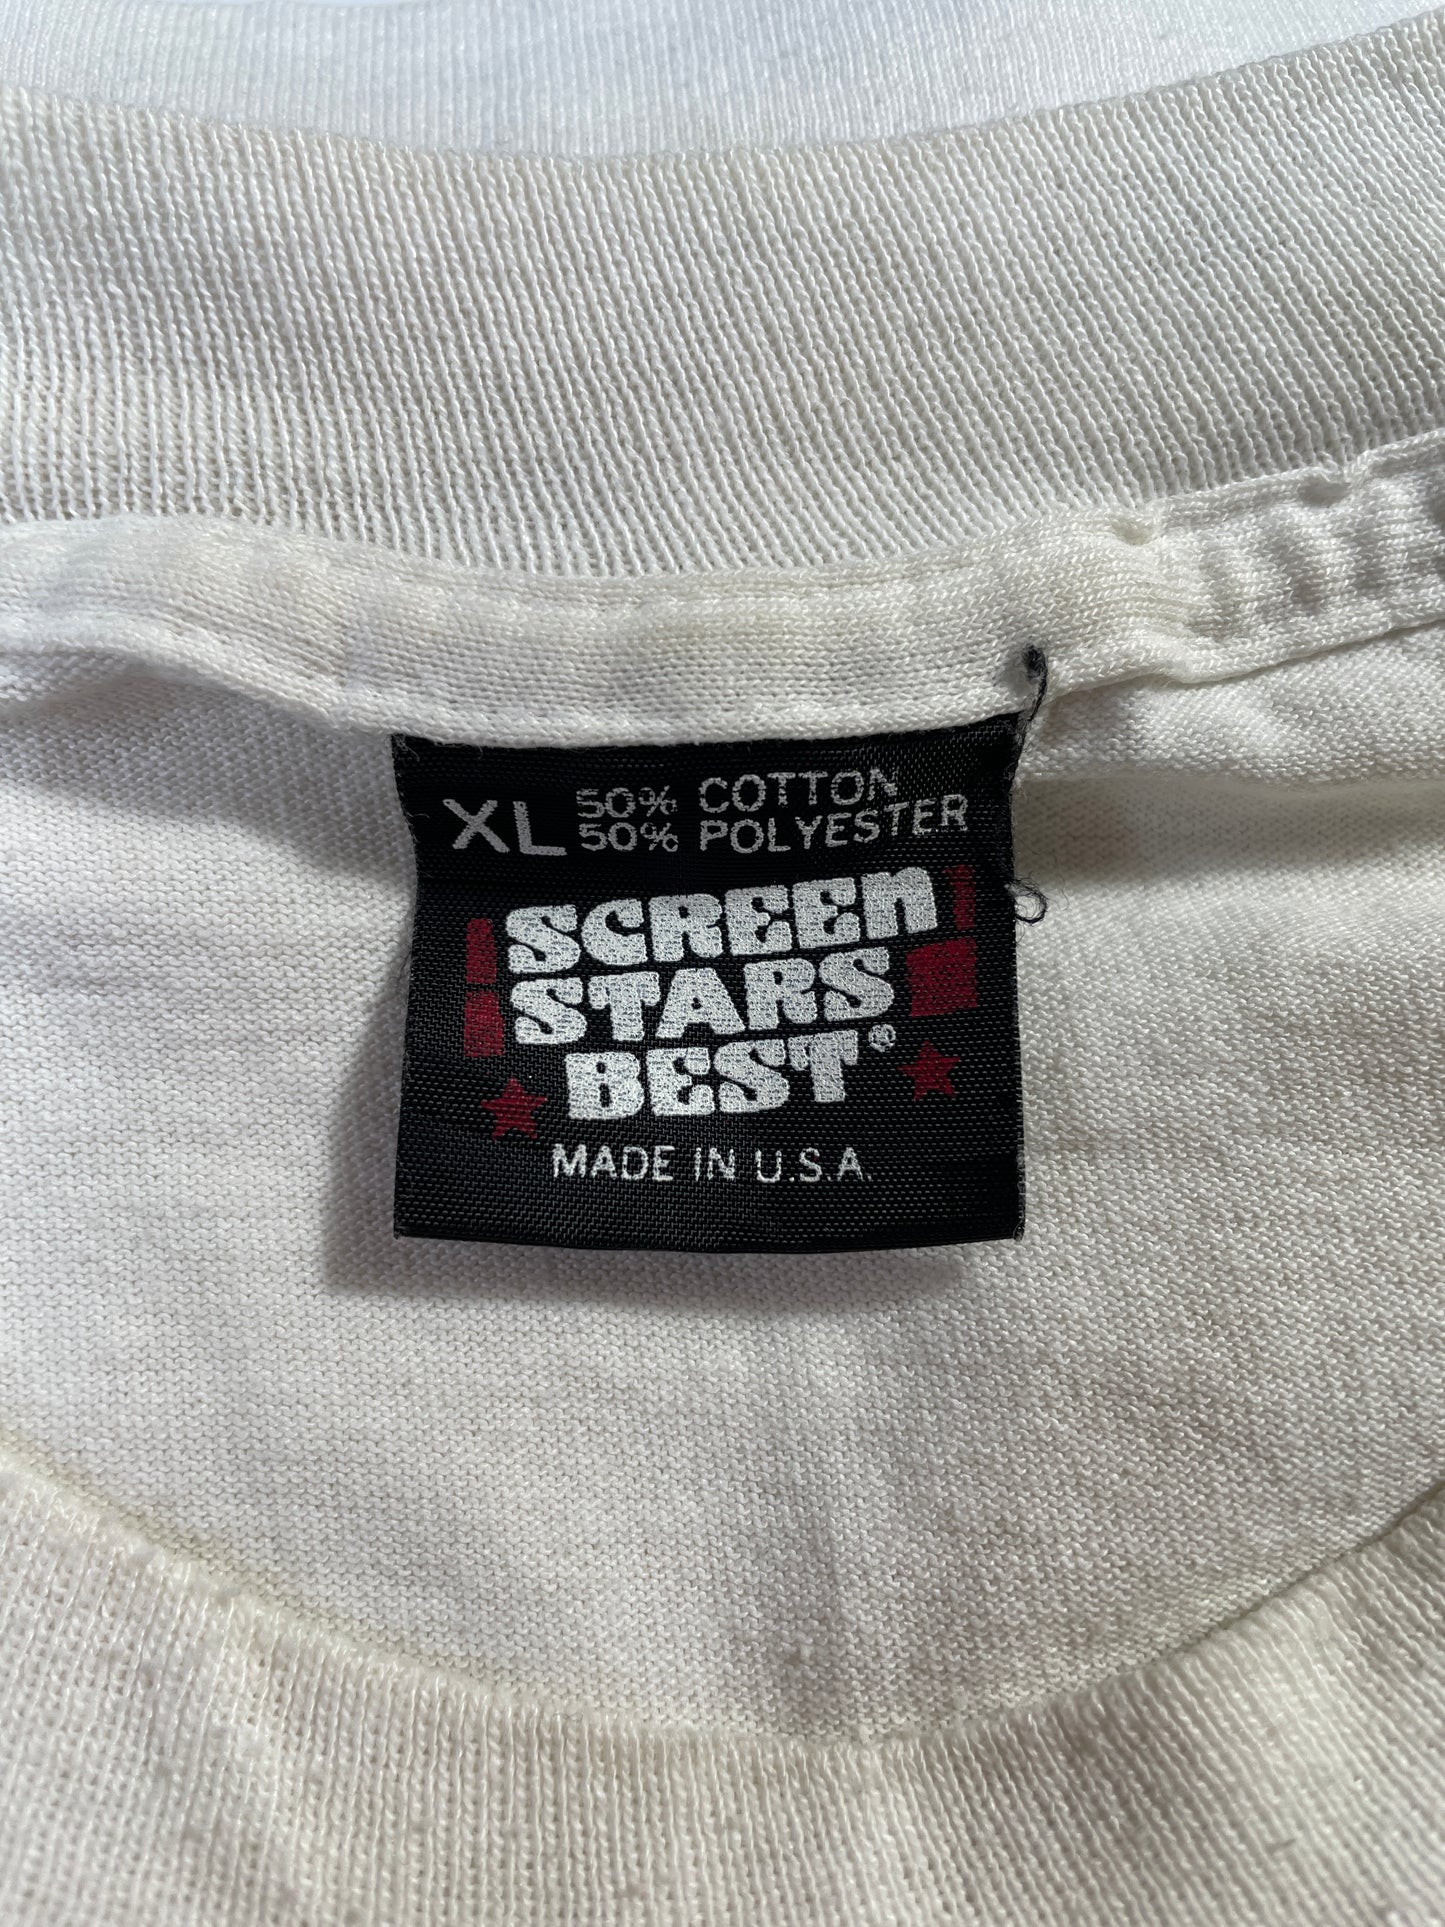 XL 50% COTTON
50% POLYESTER
SCREEN
STARS
BEST®
MADE IN U.S.A.